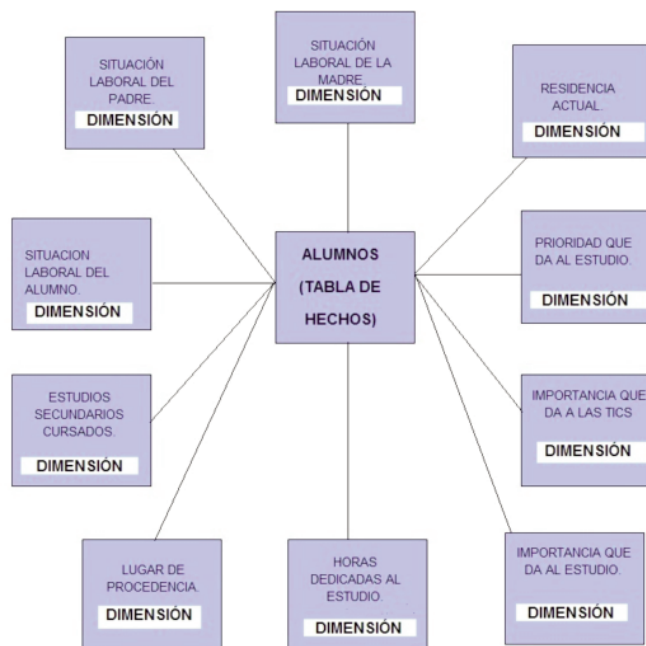 SITUACIÓN
LABORAL DEL
PADRE.
DIMENSIÓN
SITUACIÓN
LABORAL DE LA
MADRE.
DIMENSIÓN
RESIDENCIA
ACTUAL.
DIMENSIÓN
SITUACION
LABORAL DEL
ALUMNO.
DIMENSIÓN
ALUMNOS
(TABLA DE
HECHOS)
PRIORIDAD QUE
DA AL ESTUDIO.
DIMENSIÓN
ESTUDIOS
SECUNDARIOS
CURSADOS.
DIMENSIÓN
IMPORTANCIA QUE
DA A LAS TICS
DIMENSIÓN
LUGAR DE
PROCEDENCIA.
DIMENSIÓN
HORAS
DEDICADAS AL
ESTUDIO.
DIMENSIÓN
IMPORTANCIA QUE
DA AL ESTUDIO.
DIMENSIÓN